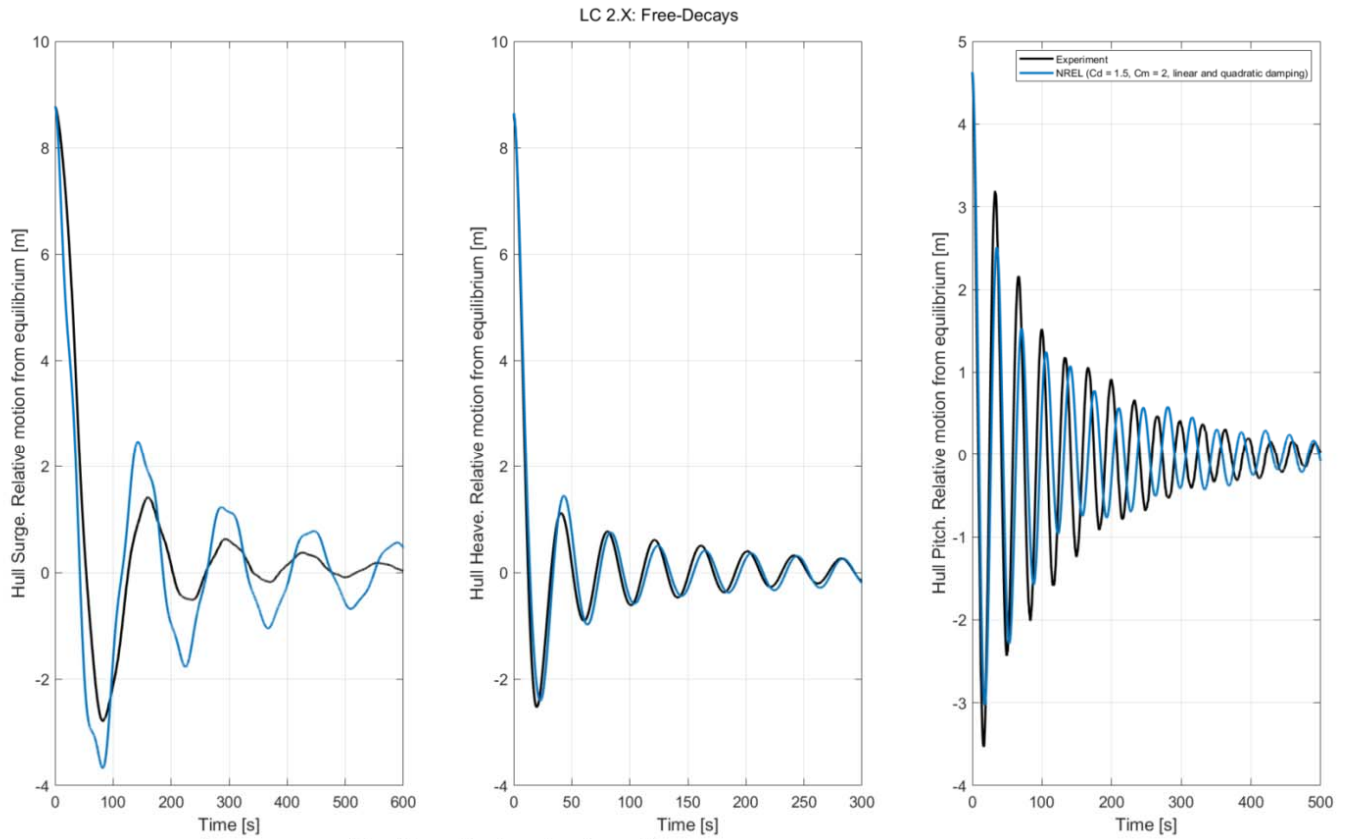 LC 2.X: Free-Decays
Hull Surge. Relative motion from equilibrium [m]
10
8
6
4
2
0
-2
-4
0 100 200 300 400 500 600
Time [s]
Hull Heave. Relative motion from equilibrium [m]
10
8
6
4
2
0
-2
-4
0 50 100 150 200 250 300
Time [s]
Hull Pitch. Relative motion from equilibrium [m]
5
4
3
2
1
0
-1
-2
-3
-4
0 100 200 300 400 500
Time [s]
Experiment
NREL (Cd = 1.5, Cm = 2, linear and quadratic damping)